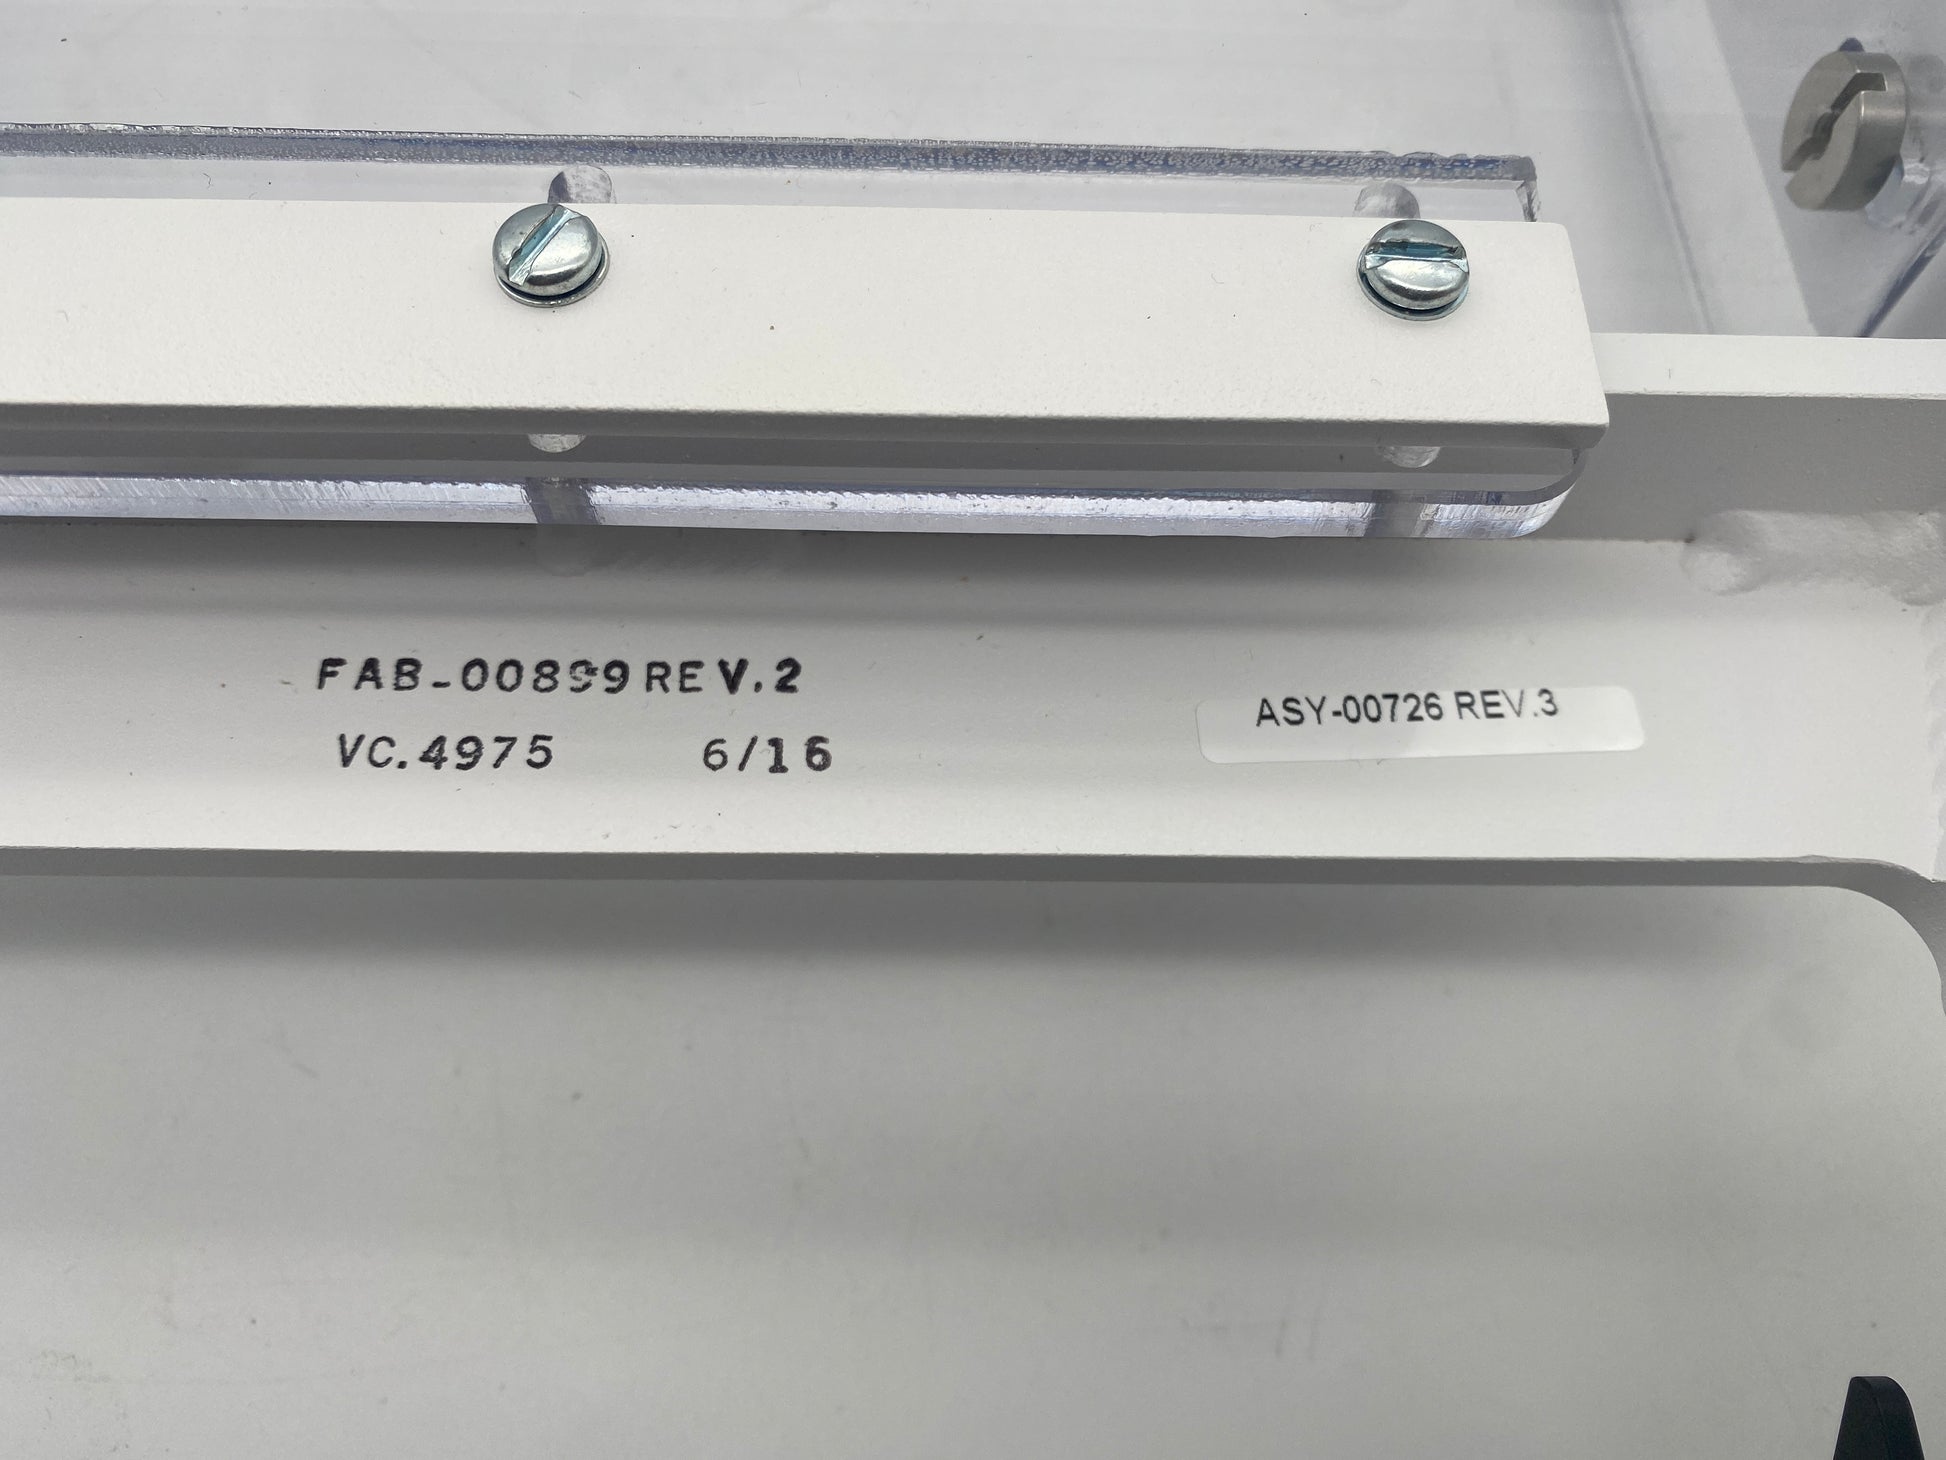 FAB-00899 REV.2
VC.4975 6/16
ASY-00726 REV.3